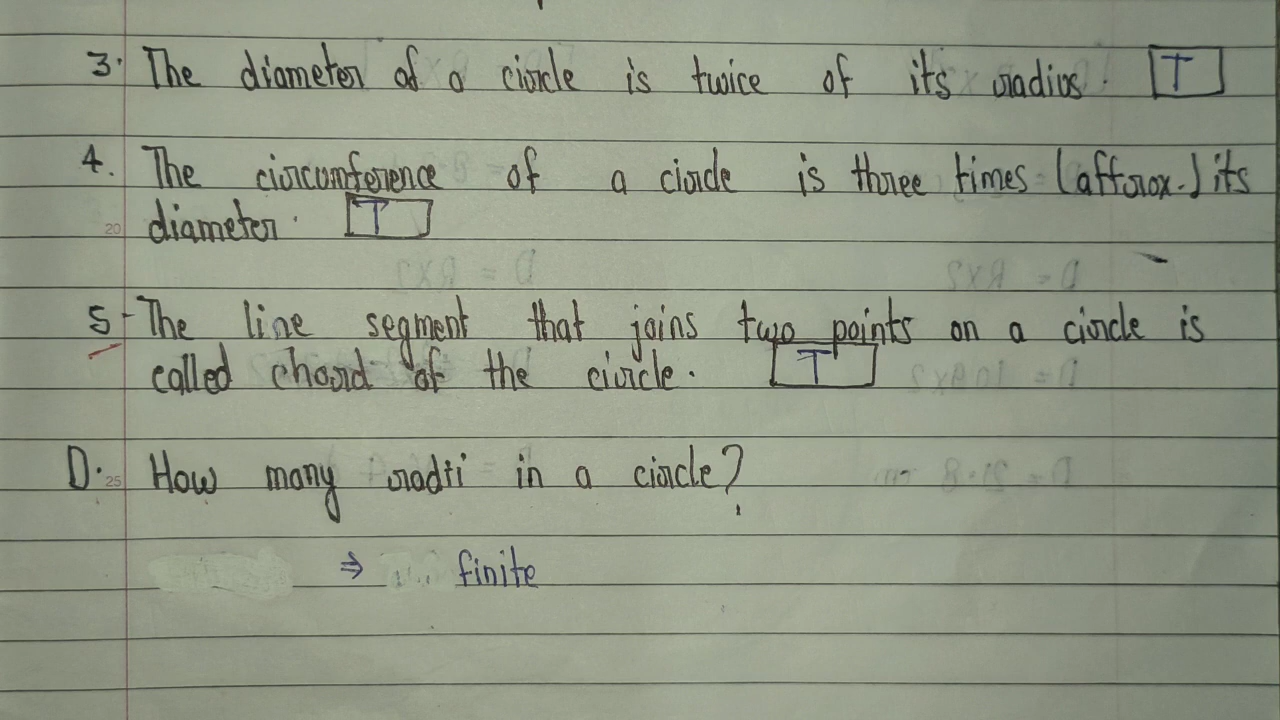 3. The diameter of a circle is twice of its radius. T
4. The circumference of a circle is three times (approx.) its
20 diameter. T
5 - The line segment that joins two points on a circle is
called chord of the circle. T
D. 25 How many radii in a circle?
⇒ finite